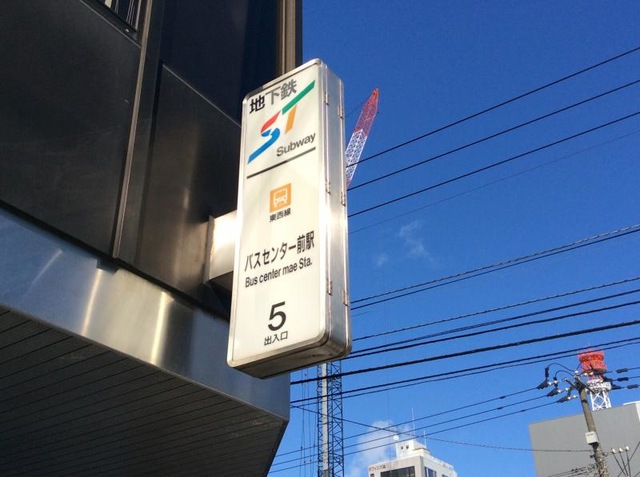 地下鉄
ST
Subway
東西線
バスセンター前駅
Bus center mae Sta.
5
出入口